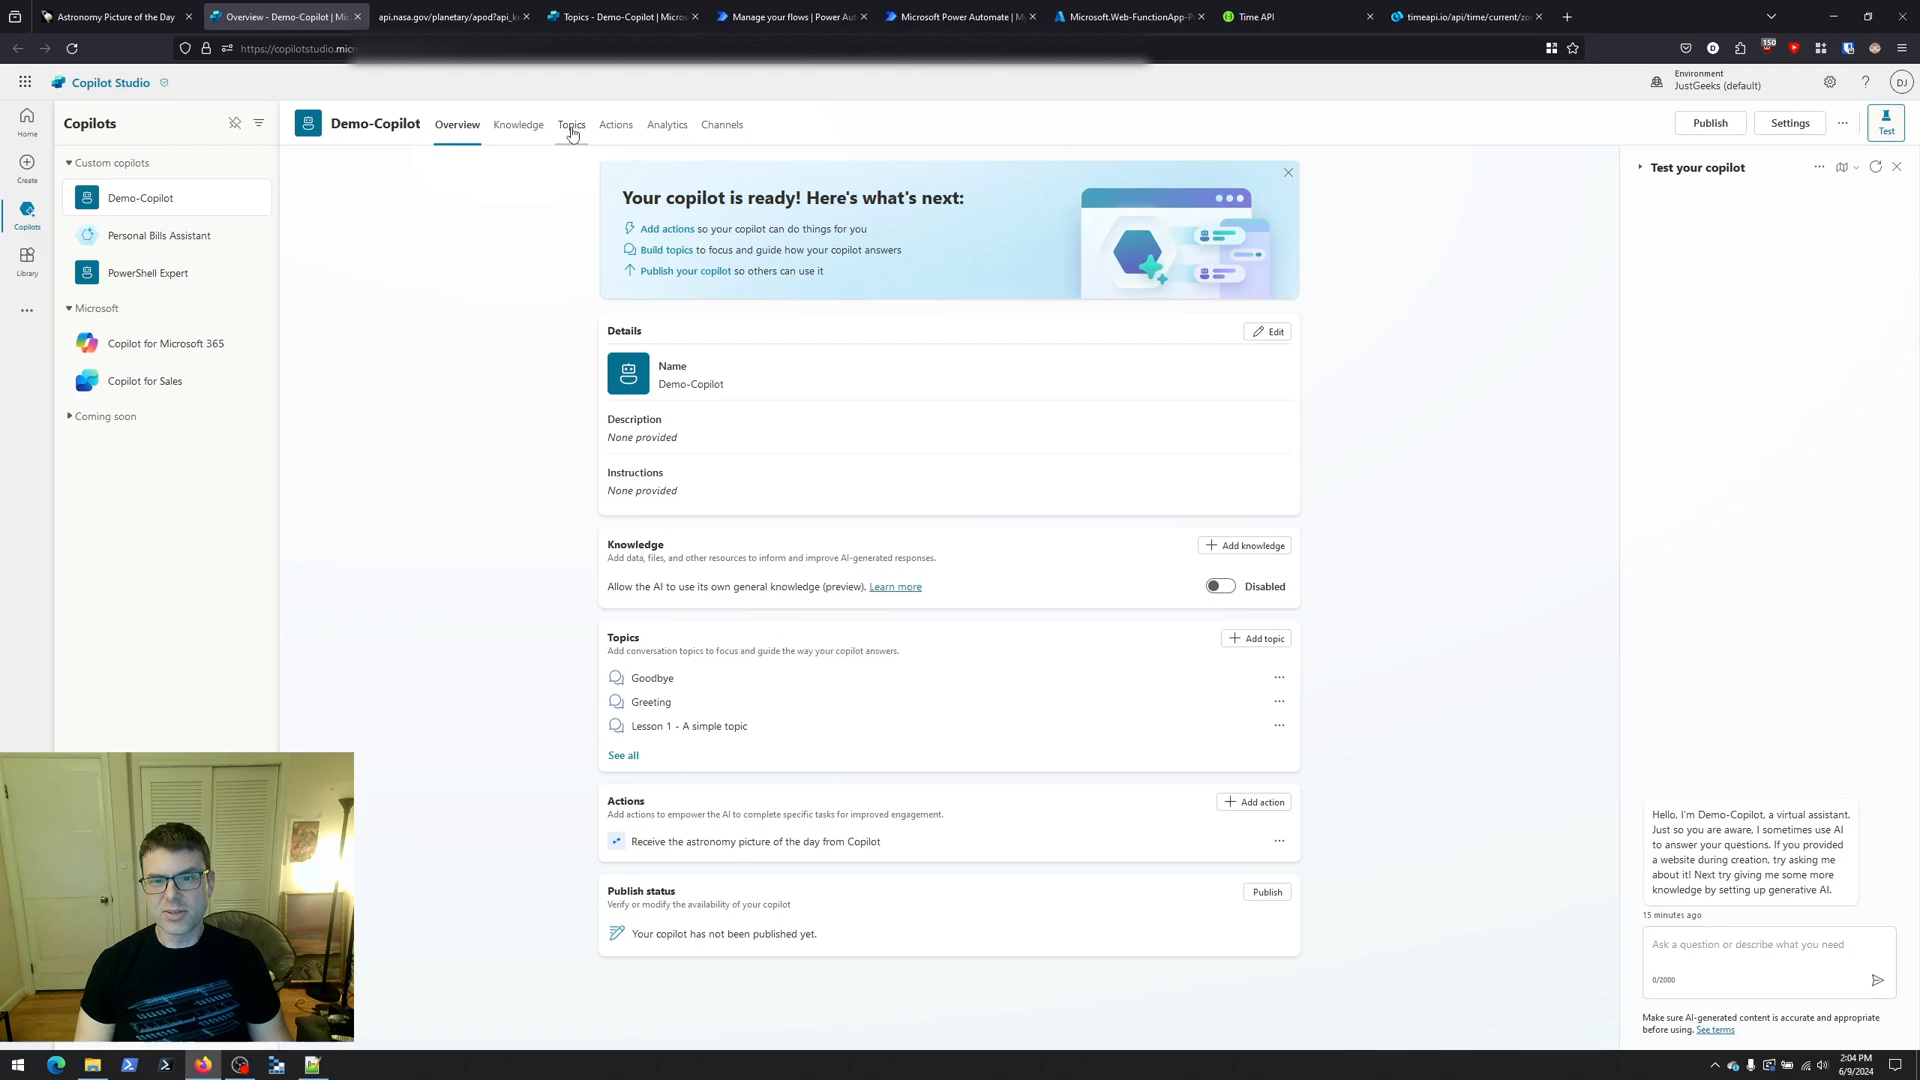 Astronomy Picture of the Day
Overview - Demo-Copilot | Mic
api.nasa.gov/planetary/apod?api_ke
Topics - Demo-Copilot | Micros
Manage your flows | Power Aut
Microsoft Power Automate | M
Microsoft.Web-FunctionApp-P
Time API
timeapi.io/api/time/current/zo
https://copilotstudio.micr
150
Copilot Studio
Environment
JustGeeks (default)
DJ
Home
Create
Copilots
Library
Copilots
Custom copilots
Demo-Copilot
Personal Bills Assistant
PowerShell Expert
Microsoft
Copilot for Microsoft 365
Copilot for Sales
Coming soon
Demo-Copilot
Overview
Knowledge
Topics
Actions
Analytics
Channels
Publish
Settings
Test
Your copilot is ready! Here's what's next:
Add actions so your copilot can do things for you
Build topics to focus and guide how your copilot answers
Publish your copilot so others can use it
Details
Edit
Name
Demo-Copilot
Description
None provided
Instructions
None provided
Knowledge
Add data, files, and other resources to inform and improve AI-generated responses.
Add knowledge
Allow the AI to use its own general knowledge (preview). Learn more
Disabled
Topics
Add conversation topics to focus and guide the way your copilot answers.
Add topic
Goodbye
Greeting
Lesson 1 - A simple topic
See all
Actions
Add actions to empower the AI to complete specific tasks for improved engagement.
Add action
Receive the astronomy picture of the day from Copilot
Publish status
Verify or modify the availability of your copilot
Publish
Your copilot has not been published yet.
Test your copilot
Hello, I'm Demo-Copilot, a virtual assistant.
Just so you are aware, I sometimes use AI
to answer your questions. If you provided
a website during creation, try asking me
about it! Next try giving me some more
knowledge by setting up generative AI.
15 minutes ago
Ask a question or describe what you need
0/2000
Make sure AI-generated content is accurate and appropriate
before using. See terms
2:04 PM
6/9/2024